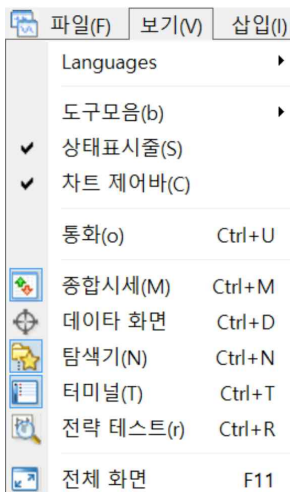 파일(F) 보기(V) 삽입(I)
Languages
도구모음(b)
상태표시줄(S)
차트 제어바(C)
통화(o) Ctrl+U
종합시세(M) Ctrl+M
데이타 화면 Ctrl+D
탐색기(N) Ctrl+N
터미널(T) Ctrl+T
전략 테스트(r) Ctrl+R
전체 화면 F11